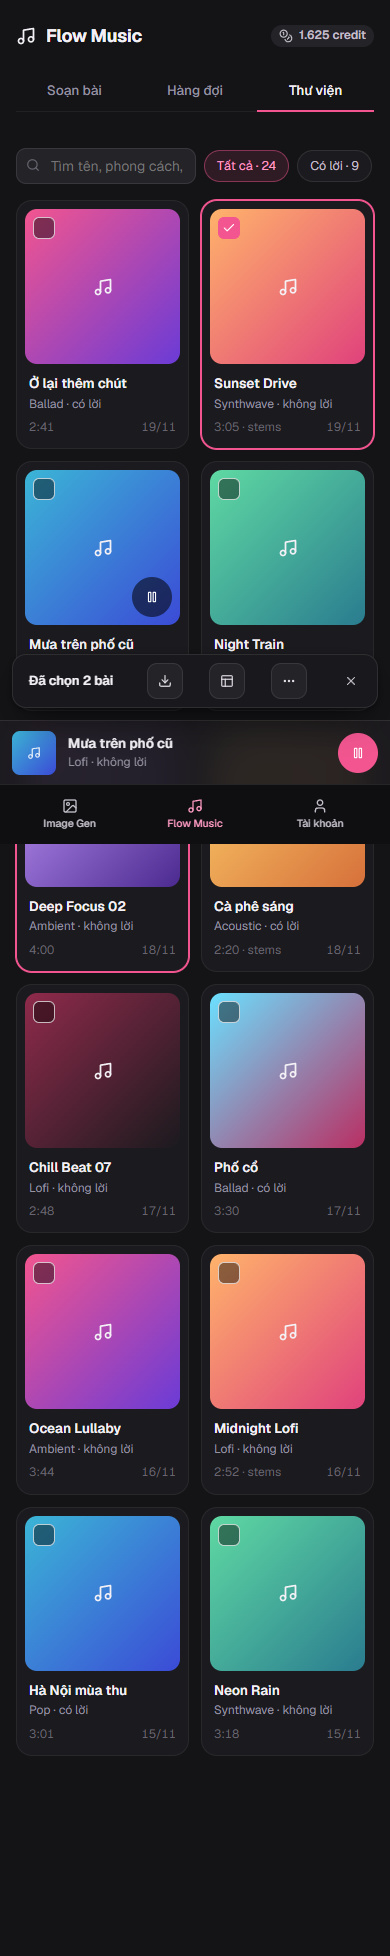 Flow Music
1.625 credit
Soạn bài
Hàng đợi
Thư viện
Tìm tên, phong cách,
Tất cả · 24
Có lời · 9
Ở lại thêm chút
Ballad · có lời
2:41
19/11
Sunset Drive
Synthwave · không lời
3:05 · stems
19/11
Mưa trên phố cũ
Night Train
Đã chọn 2 bài
Mưa trên phố cũ
Lofi · không lời
Image Gen
Flow Music
Tài khoản
Deep Focus 02
Ambient · không lời
4:00
18/11
Cà phê sáng
Acoustic · có lời
2:20 · stems
18/11
Chill Beat 07
Lofi · không lời
2:48
17/11
Phố cổ
Ballad · có lời
3:30
17/11
Ocean Lullaby
Ambient · không lời
3:44
16/11
Midnight Lofi
Lofi · không lời
2:52 · stems
16/11
Hà Nội mùa thu
Pop · có lời
3:01
15/11
Neon Rain
Synthwave · không lời
3:18
15/11